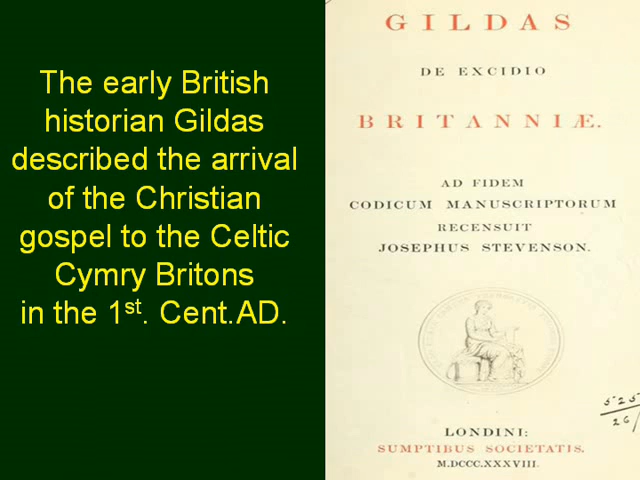 The early British
historian Gildas
described the arrival
of the Christian
gospel to the Celtic
Cymry Britons
in the 1st. Cent.AD.
GILDAS
DE EXCIDIO
BRITANNIÆ.
AD FIDEM
CODICUM MANUSCRIPTORUM
RECENSUIT
JOSEPHUS STEVENSON.
LONDINI:
SUMPTIBUS SOCIETATIS.
M.DCCC.XXXVIII.